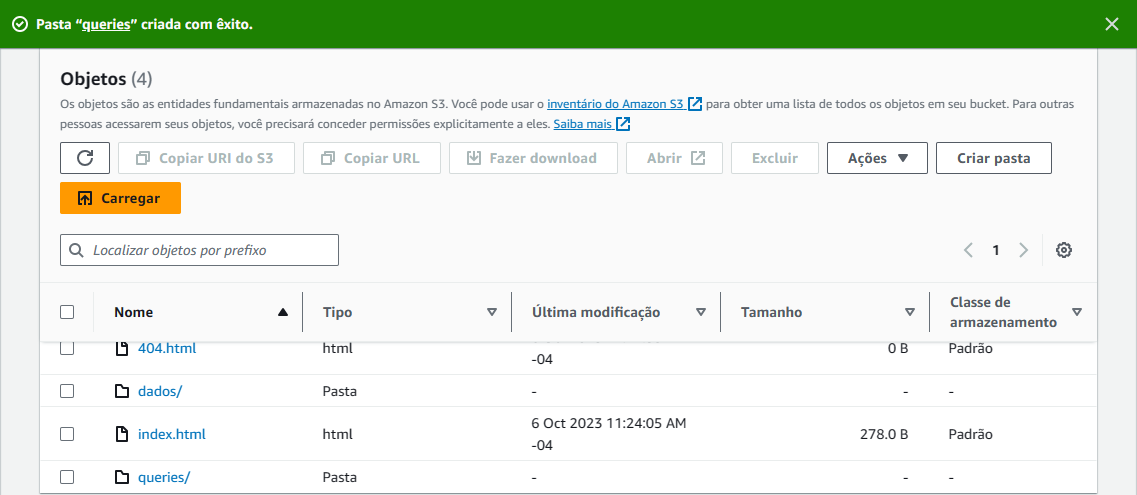 Pasta “queries” criada com êxito.
Objetos (4)
Os objetos são as entidades fundamentais armazenadas no Amazon S3. Você pode usar o inventário do Amazon S3 para obter uma lista de todos os objetos em seu bucket. Para outras
pessoas acessarem seus objetos, você precisará conceder permissões explicitamente a eles. Saiba mais
Copiar URI do S3 Copiar URL Fazer download Abrir Excluir Ações Criar pasta
Carregar
Localizar objetos por prefixo 1
Nome Tipo Última modificação Tamanho Classe de
armazenamento
404.html html 0 B Padrão
-04
dados/ Pasta - - -
6 Oct 2023 11:24:05 AM
index.html html 278.0 B Padrão
-04
queries/ Pasta - - -